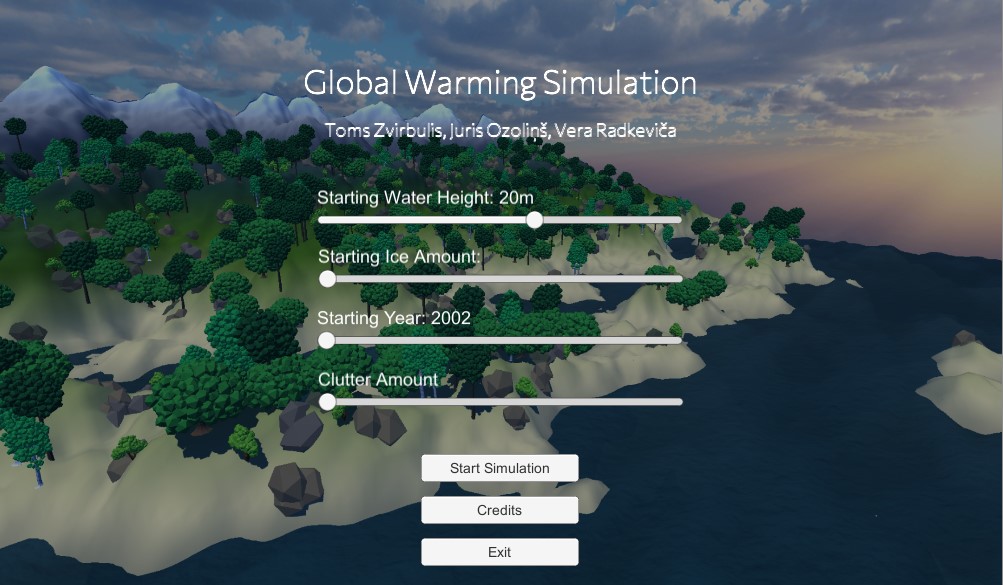 Global Warming Simulation
Toms Zvirbulis, Juris Ozoliņš, Vera Radkeviča
Starting Water Height: 20m
Starting Ice Amount:
Starting Year: 2002
Clutter Amount
Start Simulation
Credits
Exit